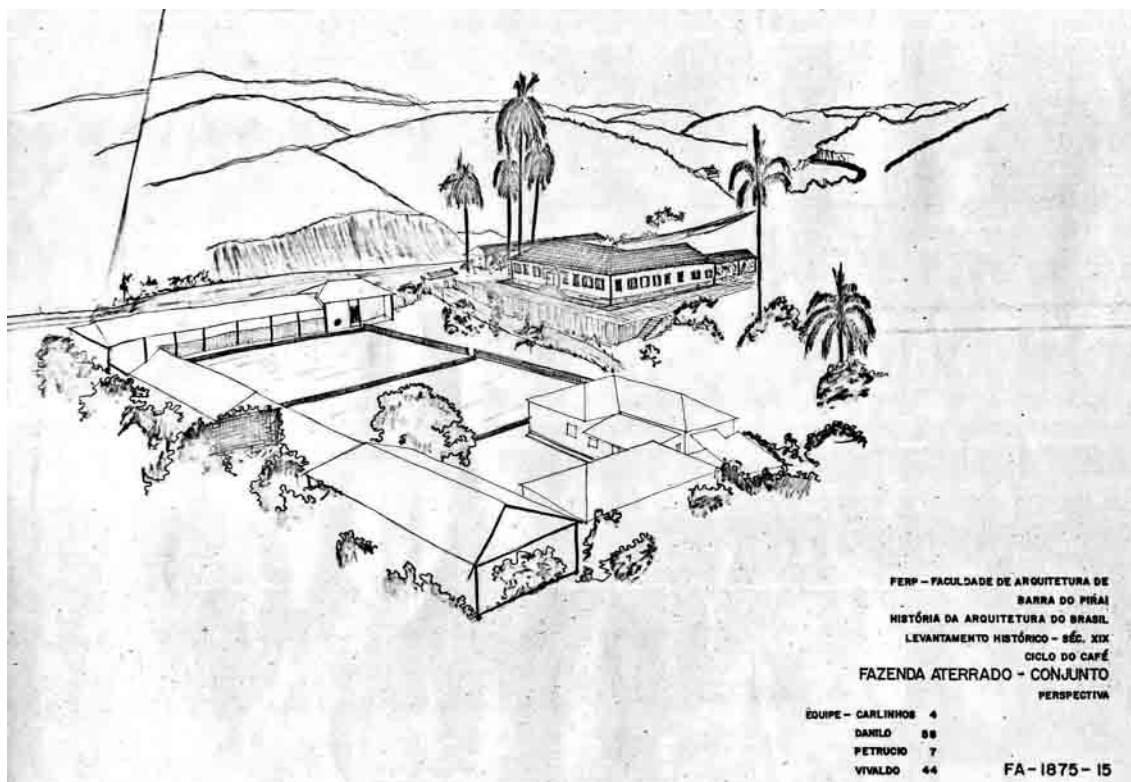 FERP – FACULDADE DE ARQUITETURA DE
BARRA DO PIRAI
HISTÓRIA DA ARQUITETURA DO BRASIL
LEVANTAMENTO HISTÓRICO – SÉC. XIX
CICLO DO CAFÉ
FAZENDA ATERRADO - CONJUNTO
PERSPECTIVA
EQUIPE – CARLINHOS 4
DANILO 58
PETRUCIO 7
VIVALDO 44
FA-1875-15